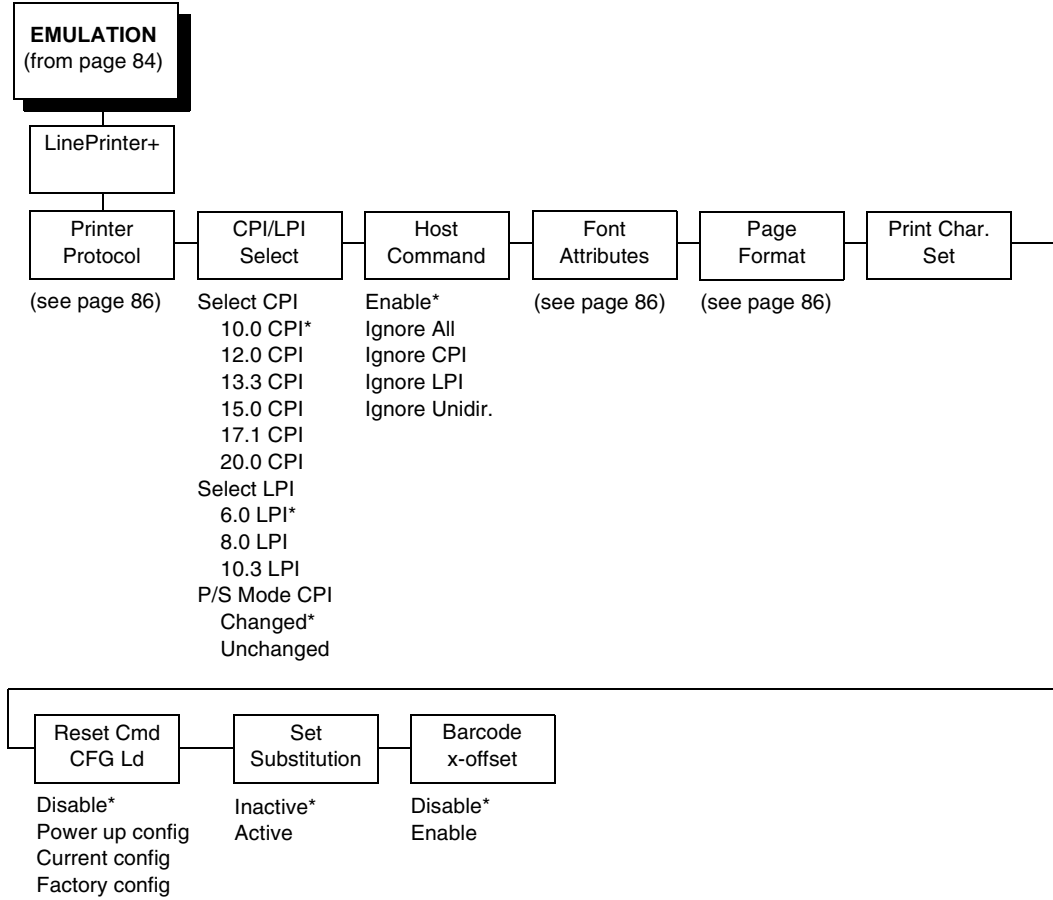 EMULATION
(from page 84)
LinePrinter+
Printer
Protocol
(see page 86)
CPI/LPI
Select
Select CPI
10.0 CPI*
12.0 CPI
13.3 CPI
15.0 CPI
17.1 CPI
20.0 CPI
Select LPI
6.0 LPI*
8.0 LPI
10.3 LPI
P/S Mode CPI
Changed*
Unchanged
Host
Command
Enable*
Ignore All
Ignore CPI
Ignore LPI
Ignore Unidir.
Font
Attributes
(see page 86)
Page
Format
(see page 86)
Print Char.
Set
Reset Cmd
CFG Ld
Disable*
Power up config
Current config
Factory config
Set
Substitution
Inactive*
Active
Barcode
x-offset
Disable*
Enable